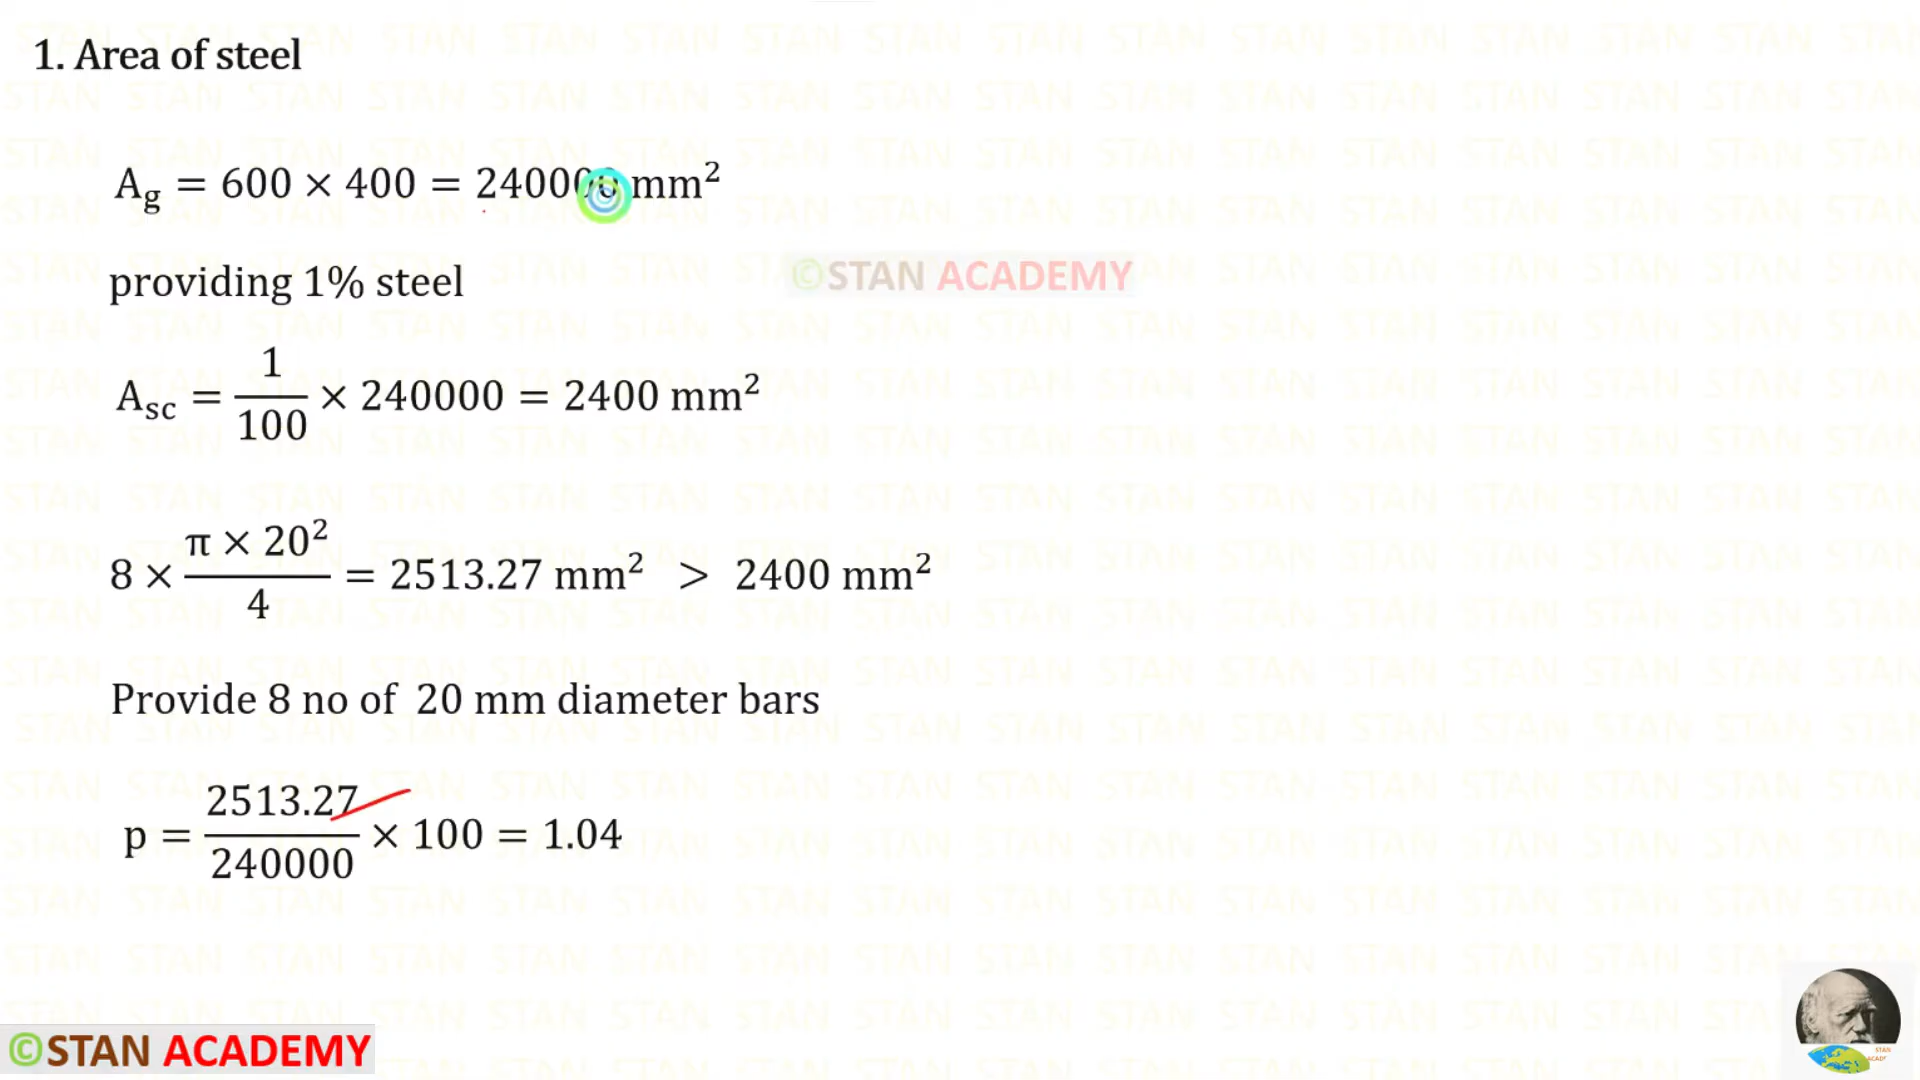 1. Area of steel
A_g = 600 × 400 = 240000 mm²
©STAN ACADEMY
providing 1% steel
A_sc = 1/100 × 240000 = 2400 mm²
8 × (π × 20²)/4 = 2513.27 mm² > 2400 mm²
Provide 8 no of 20 mm diameter bars
p = 2513.27/240000 × 100 = 1.04
©STAN ACADEMY